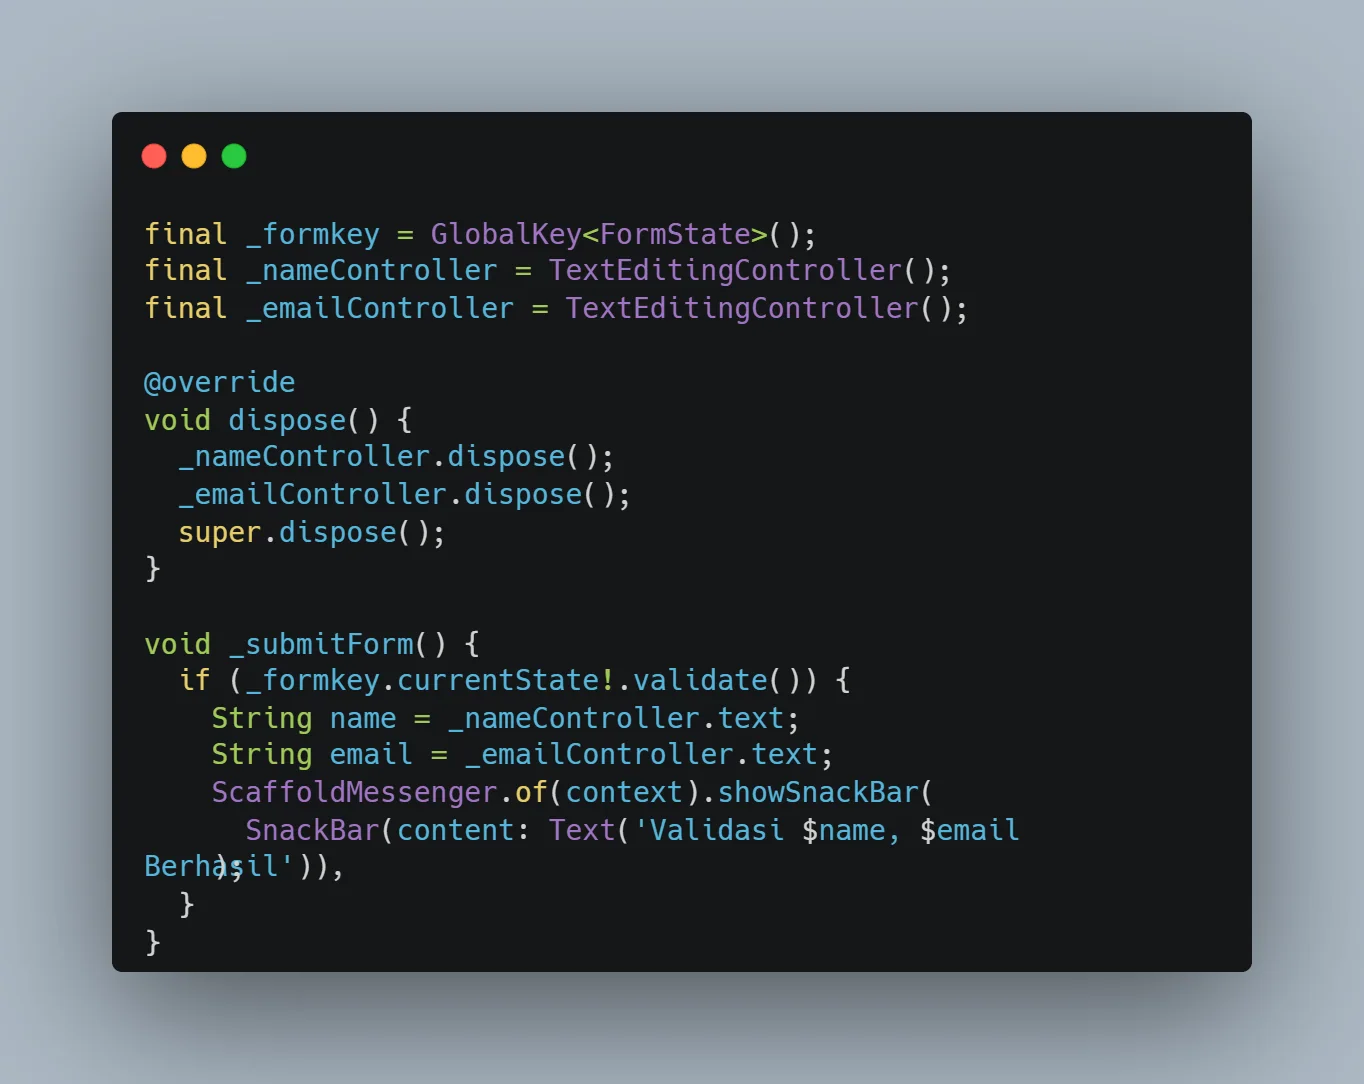 final _formkey = GlobalKey<FormState>();
final _nameController = TextEditingController();
final _emailController = TextEditingController();

@override
void dispose() {
  _nameController.dispose();
  _emailController.dispose();
  super.dispose();
}

void _submitForm() {
  if (_formkey.currentState!.validate()) {
    String name = _nameController.text;
    String email = _emailController.text;
    ScaffoldMessenger.of(context).showSnackBar(
      SnackBar(content: Text('Validasi $name, $email
Berhasil')),
    );
  }
}